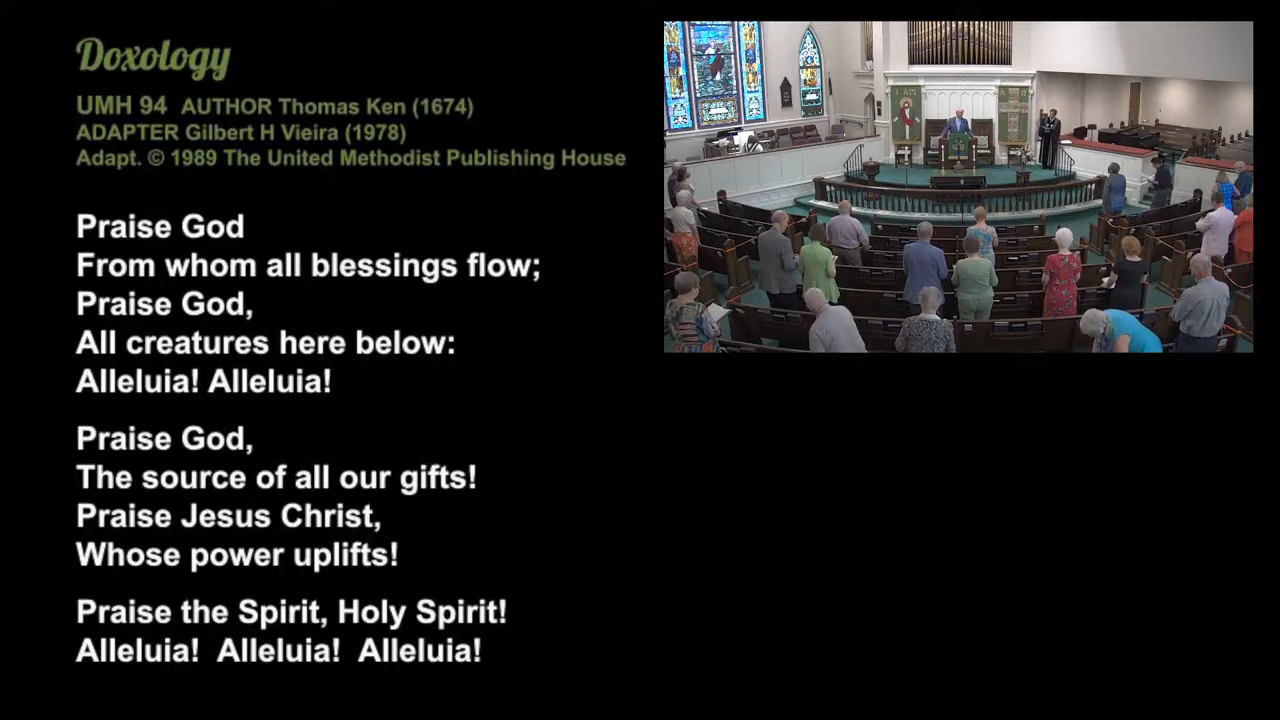 Doxology
UMH 94 AUTHOR Thomas Ken (1674)
ADAPTER Gilbert H Vieira (1978)
Adapt. © 1989 The United Methodist Publishing House
Praise God
From whom all blessings flow;
Praise God,
All creatures here below:
Alleluia! Alleluia!
Praise God,
The source of all our gifts!
Praise Jesus Christ,
Whose power uplifts!
Praise the Spirit, Holy Spirit!
Alleluia! Alleluia! Alleluia!
I AM